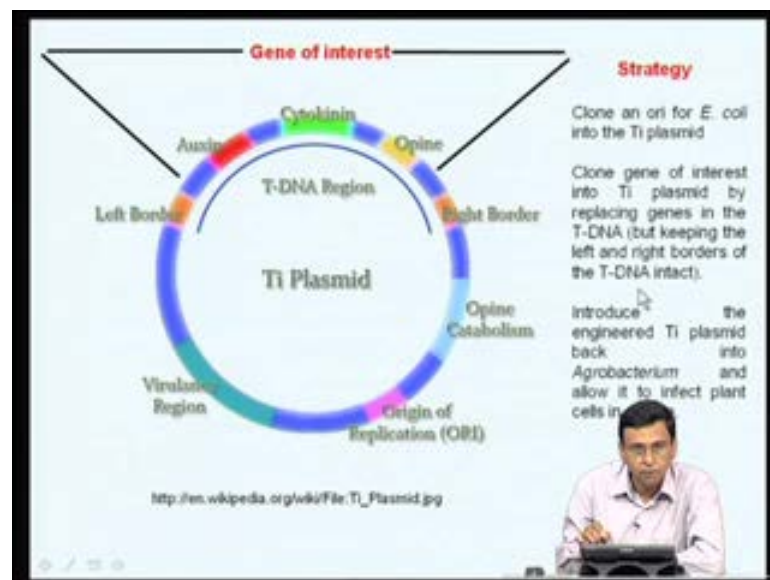 Gene of interest
Cytokinin
Auxin
Opine
T-DNA Region
Left Border
Right Border
Ti Plasmid
Opine
Catabolism
Virulance
Region
Origin of
Replication (ORI)
http://en.wikipedia.org/wiki/File:Ti_Plasmid.jpg
Strategy
Clone an ori for E. coli
into the Ti plasmid
Clone gene of interest
into Ti plasmid by
replacing genes in the
T-DNA (but keeping the
left and right borders of
the T-DNA intact).
Introduce the
engineered Ti plasmid
back into
Agrobacterium and
allow it to infect plant
cells in